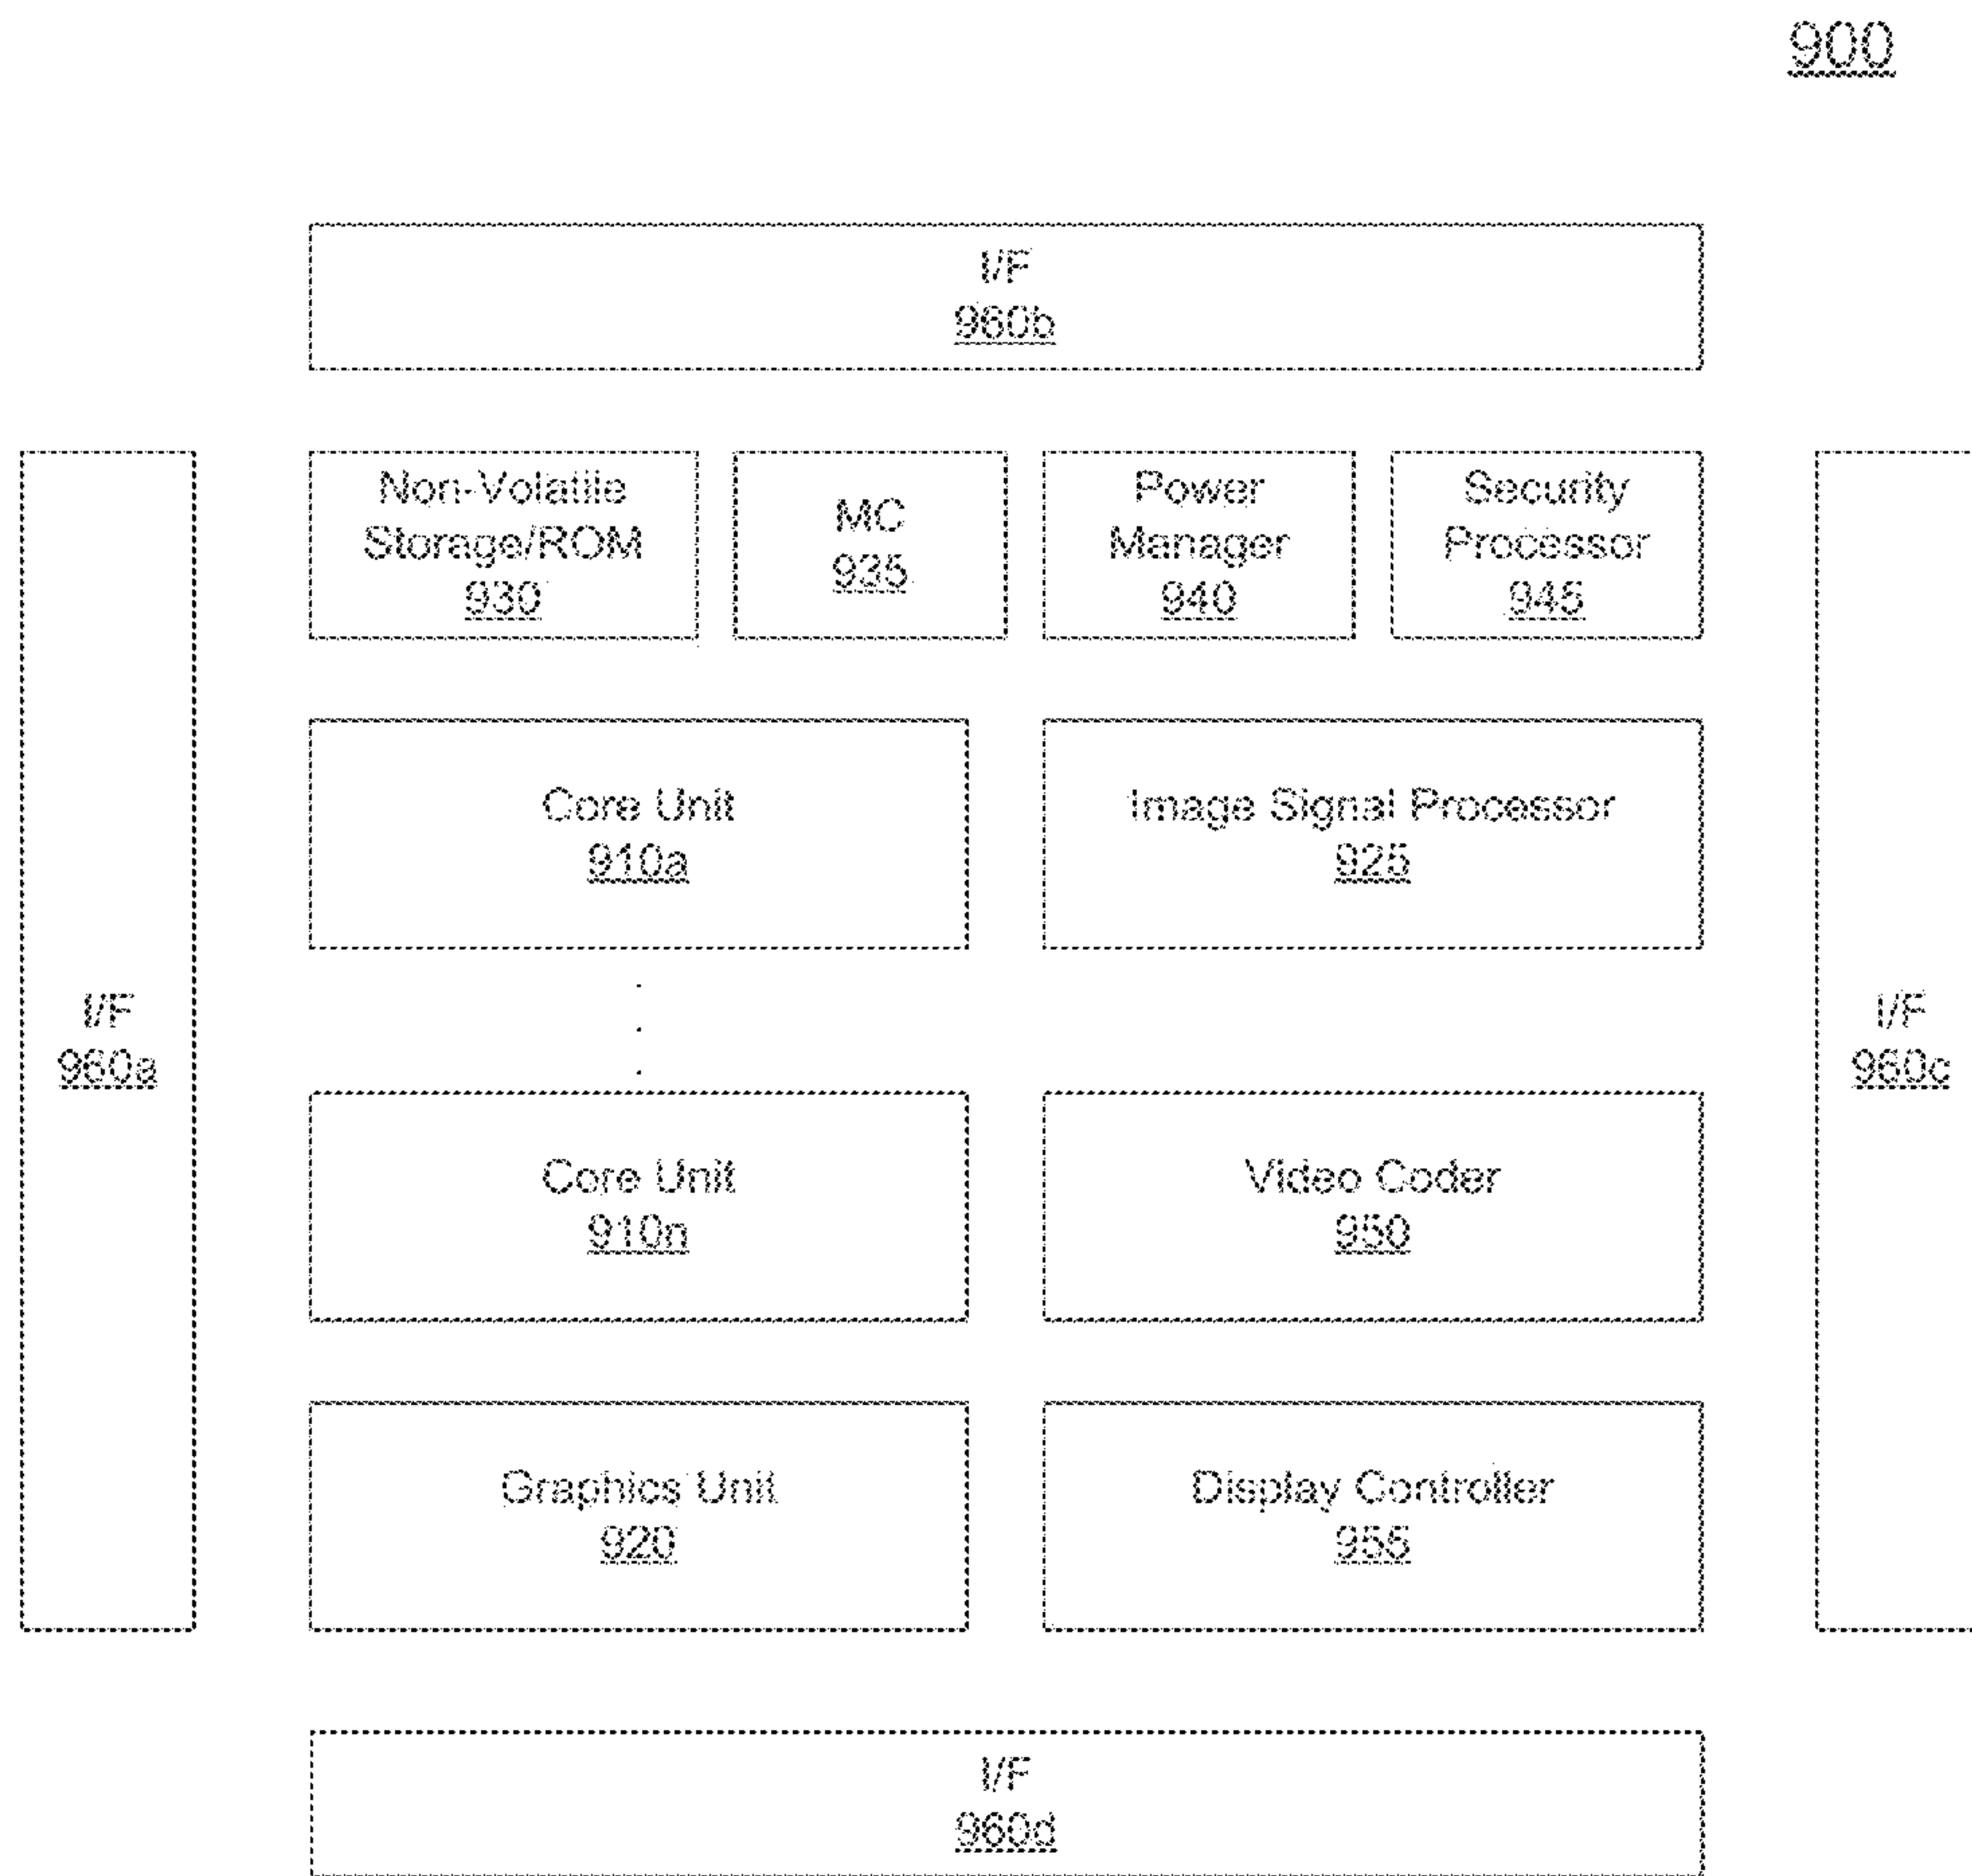 900
I/F
960b
Non-Volatile
Storage/ROM
930
MC
935
Power
Manager
940
Security
Processor
945
Core Unit
910a
Image Signal Processor
925
I/F
960a
I/F
960c
Core Unit
910n
Video Coder
950
Graphics Unit
920
Display Controller
955
I/F
960d